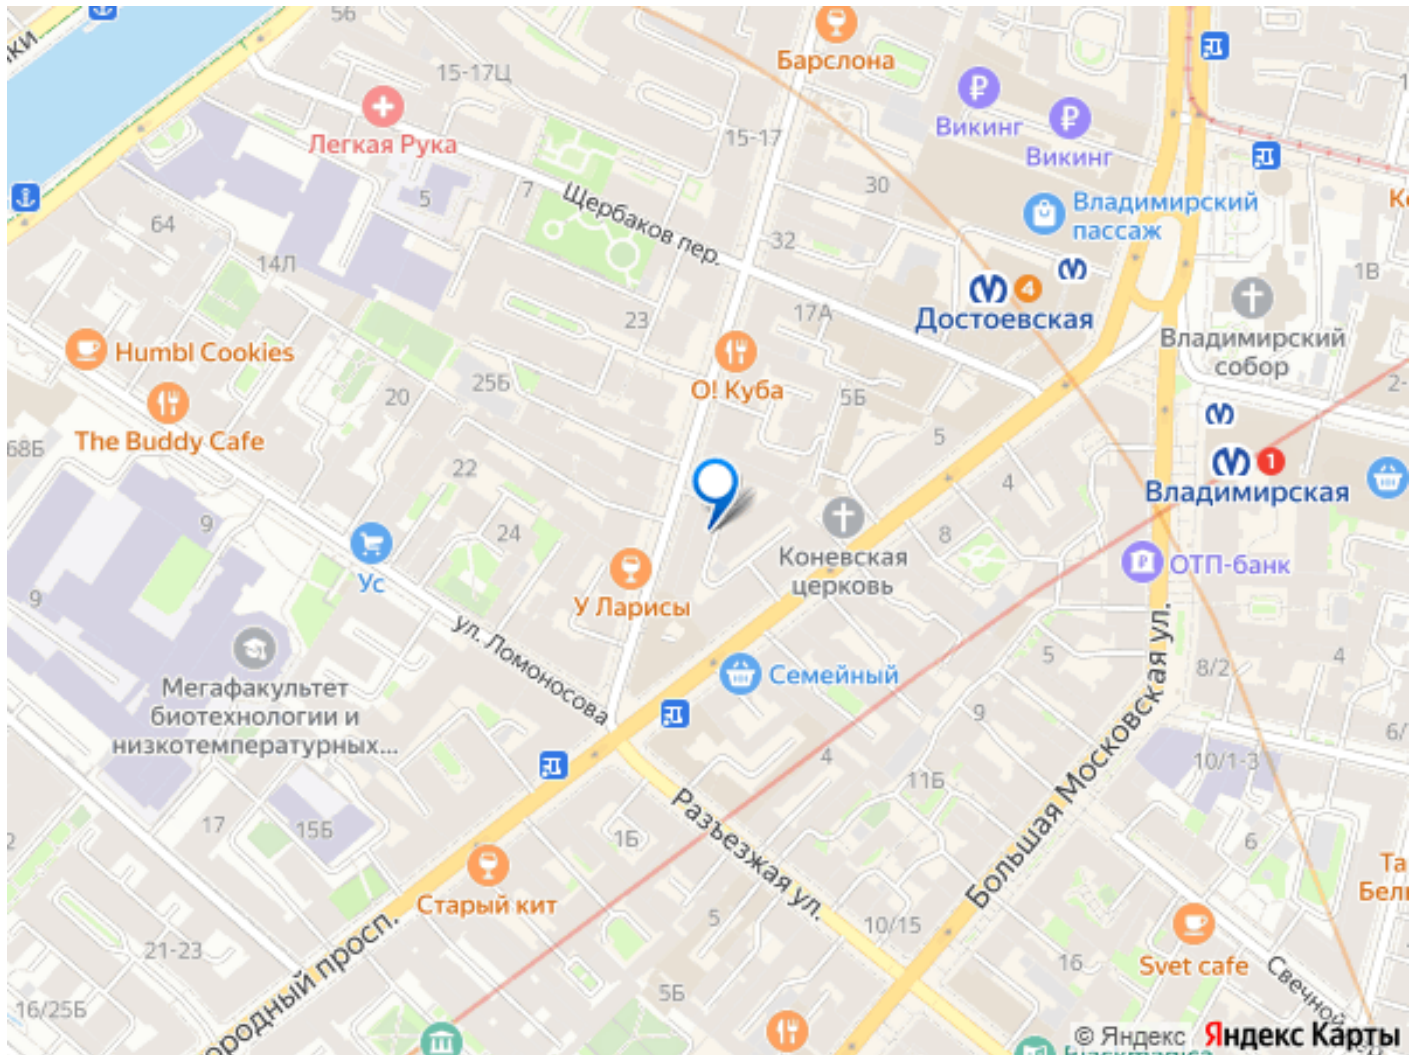 56
ки
15-17Ц
Барслона
Легкая Рука
15-17
Викинг
Викинг
5
7
30
Щербаков пер.
Владимирский
пассаж
64
14Л
32
1В
4
Достоевская
17А
23
Владимирский
собор
Humbl Cookies
О! Куба
25Б
20
5Б
The Buddy Cafe
68Б
5
22
4
1
Владимирская
24
9
8
Коневская
церковь
ОТП-банк
Ус
9
У Ларисы
ул. Ломоносова
Семейный
5
8/2
4
Мегафакультет
биотехнологии и
низкотемпературных...
9
Большая Московская ул.
4
11Б
10/1-3
6/
17
15Б
1Б
Разъезжая ул.
6
Старый кит
Та
Бел
5
10/15
21-23
ородный просп.
16
Svet cafe
Свечной
5Б
16/25Б
© Яндекс Яндекс Карты